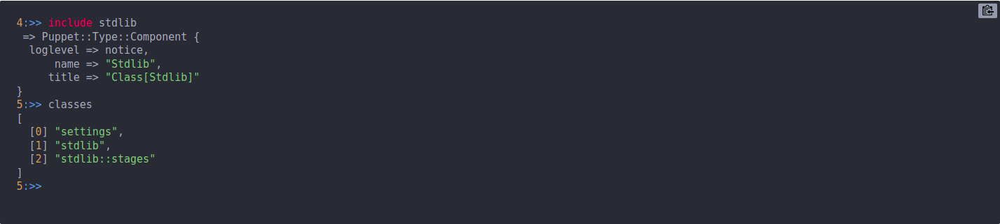 4:>> include stdlib
 => Puppet::Type::Component {
  loglevel => notice,
      name => "Stdlib",
     title => "Class[Stdlib]"
}
5:>> classes
[
  [0] "settings",
  [1] "stdlib",
  [2] "stdlib::stages"
]
5:>>